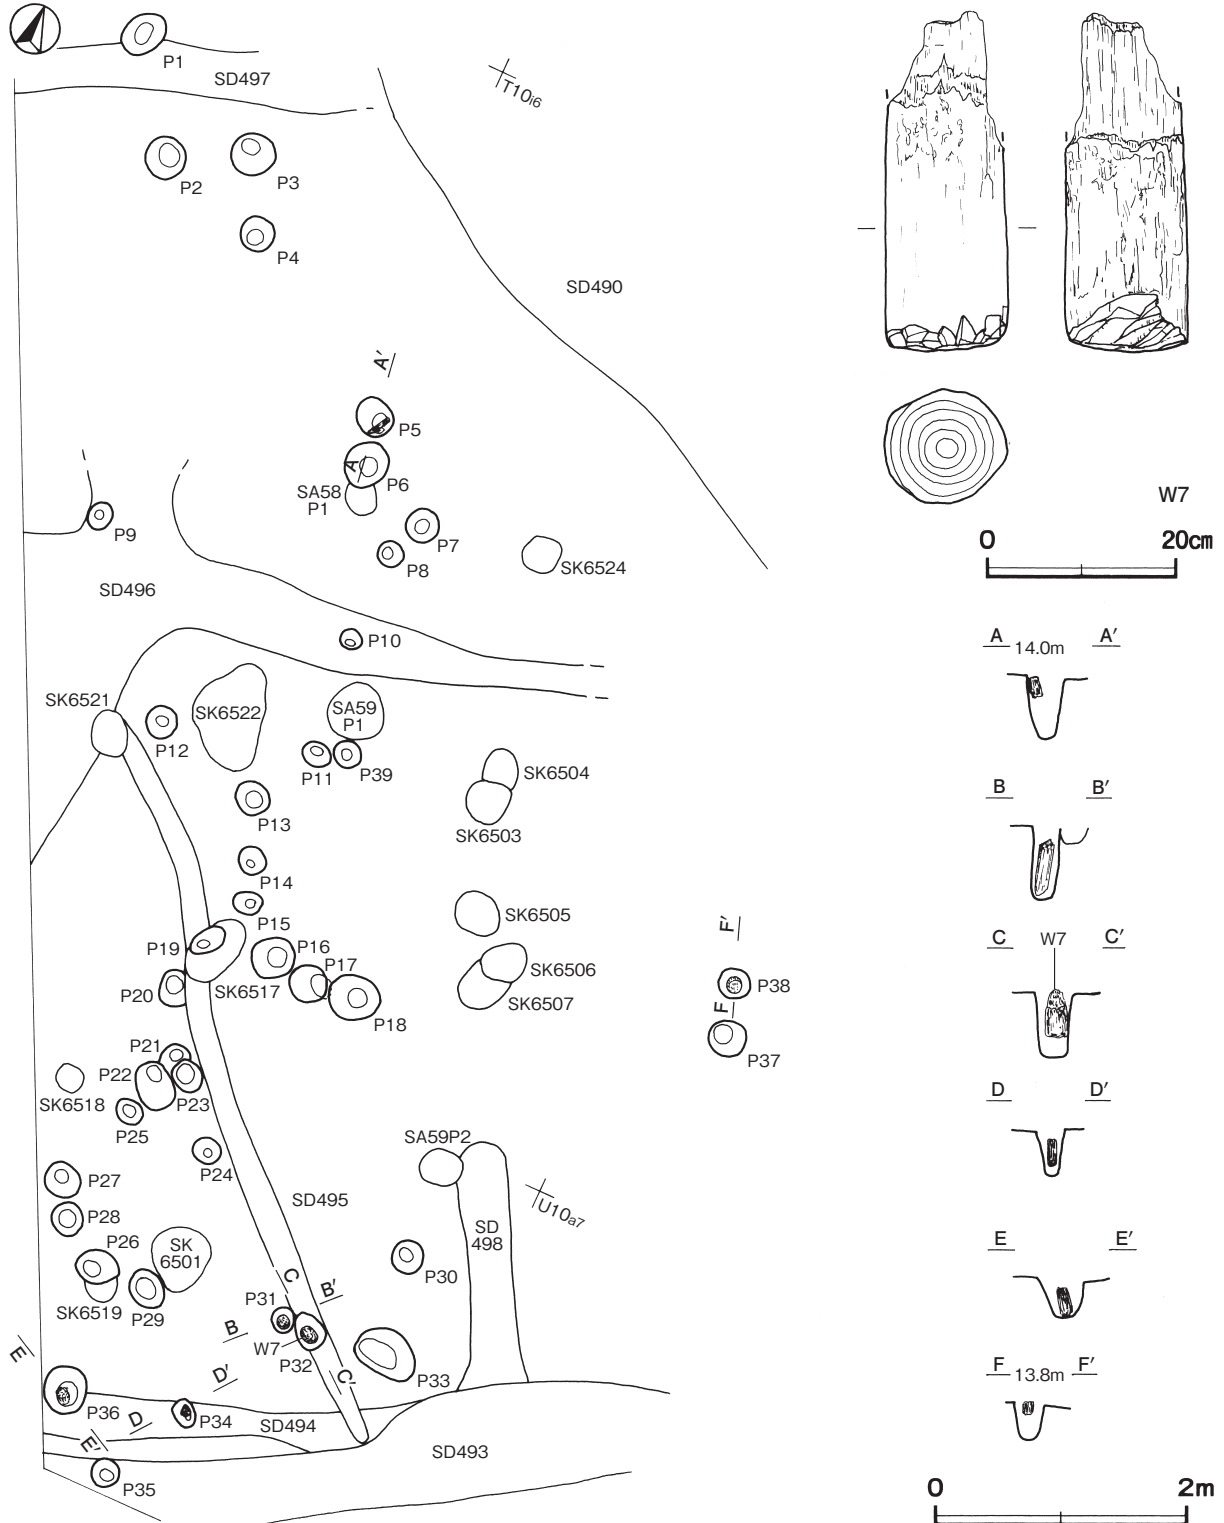 P1
SD497
T10i6
P2
P3
P4
SD490
A'
P5
A
P6
SA58
P1
P9
P7
P8
SK6524
SD496
P10
SK6521
SK6522
SA59
P1
P12
P11
P39
SK6504
P13
SK6503
P14
P15
SK6505
P19
P16
P17
SK6506
P20
SK6517
SK6507
P18
F'
P38
F
P37
P21
P22
P23
SK6518
P25
SA59P2
P24
P27
SD495
U10a7
P28
SD
498
P26
SK
6501
P30
SK6519
P29
C
B'
P31
B
W7
P32
E
D'
P33
C'
P36
D
P34
SD494
E'
SD493
P35
W7
0 20cm
A 14.0m A'
B B'
C W7 C'
D D'
E E'
F 13.8m F'
0 2m